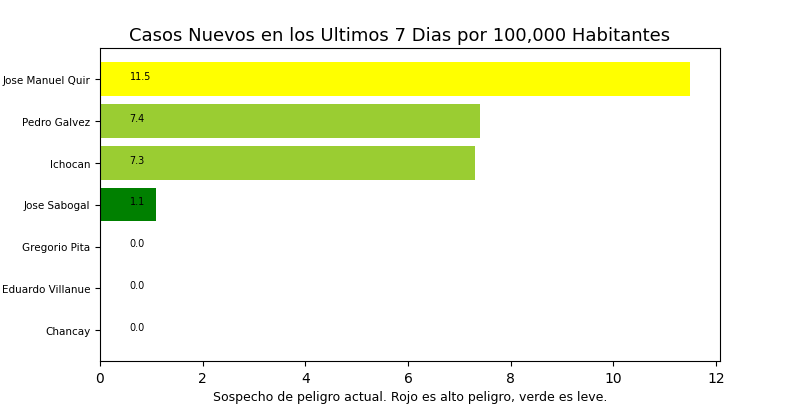 Casos Nuevos en los Ultimos 7 Dias por 100,000 Habitantes
Jose Manuel Quir 11.5
Pedro Galvez 7.4
Ichocan 7.3
Jose Sabogal 1.1
Gregorio Pita 0.0
Eduardo Villanue 0.0
Chancay 0.0
0 2 4 6 8 10 12
Sospecho de peligro actual. Rojo es alto peligro, verde es leve.